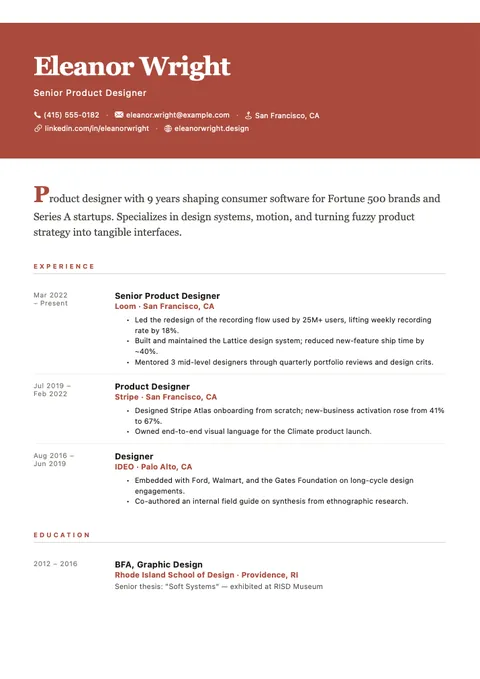 Eleanor Wright
Senior Product Designer
(415) 555-0182 · eleanor.wright@example.com · San Francisco, CA
linkedin.com/in/eleanorwright · eleanorwright.design
Product designer with 9 years shaping consumer software for Fortune 500 brands and
Series A startups. Specializes in design systems, motion, and turning fuzzy product
strategy into tangible interfaces.
EXPERIENCE
Mar 2022
– Present
Senior Product Designer
Loom · San Francisco, CA
• Led the redesign of the recording flow used by 25M+ users, lifting weekly recording
rate by 18%.
• Built and maintained the Lattice design system; reduced new-feature ship time by
~40%.
• Mentored 3 mid-level designers through quarterly portfolio reviews and design crits.
Jul 2019 –
Feb 2022
Product Designer
Stripe · San Francisco, CA
• Designed Stripe Atlas onboarding from scratch; new-business activation rose from 41%
to 67%.
• Owned end-to-end visual language for the Climate product launch.
Aug 2016 –
Jun 2019
Designer
IDEO · Palo Alto, CA
• Embedded with Ford, Walmart, and the Gates Foundation on long-cycle design
engagements.
• Co-authored an internal field guide on synthesis from ethnographic research.
EDUCATION
2012 – 2016
BFA, Graphic Design
Rhode Island School of Design · Providence, RI
Senior thesis: "Soft Systems" — exhibited at RISD Museum